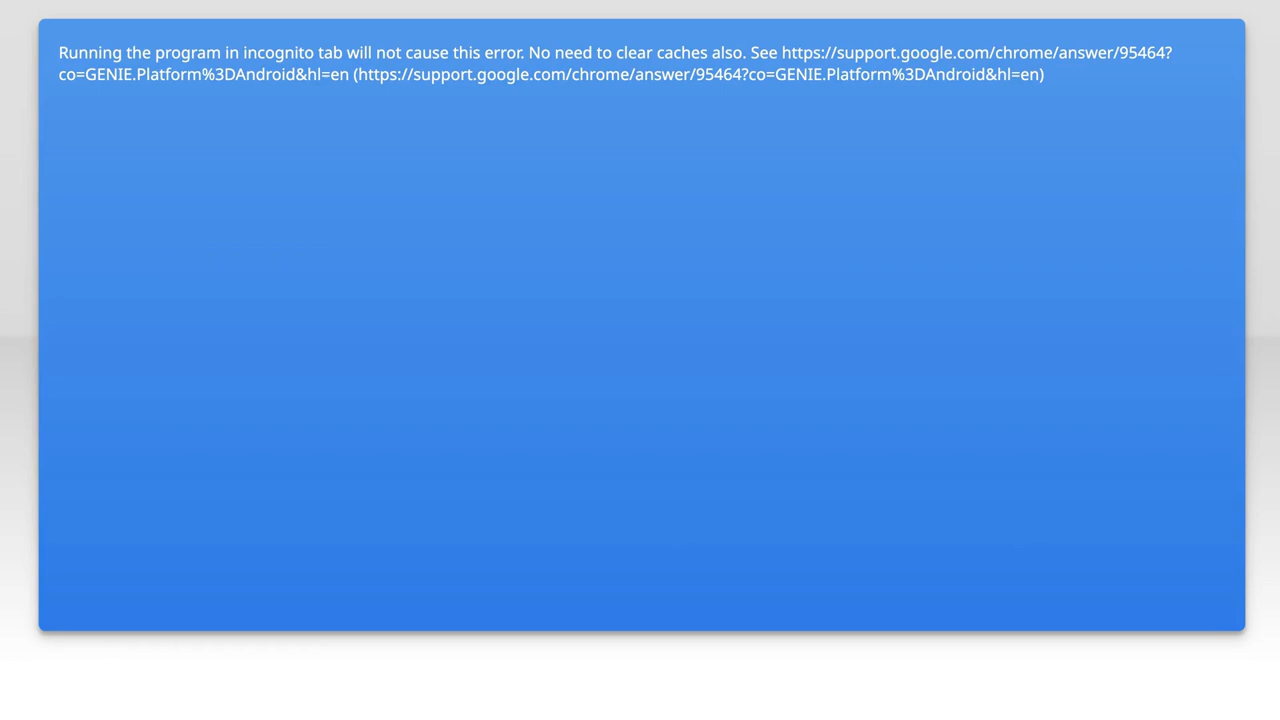 Running the program in incognito tab will not cause this error. No need to clear caches also. See https://support.google.com/chrome/answer/95464?
co=GENIE.Platform%3DAndroid&hl=en (https://support.google.com/chrome/answer/95464?co=GENIE.Platform%3DAndroid&hl=en)